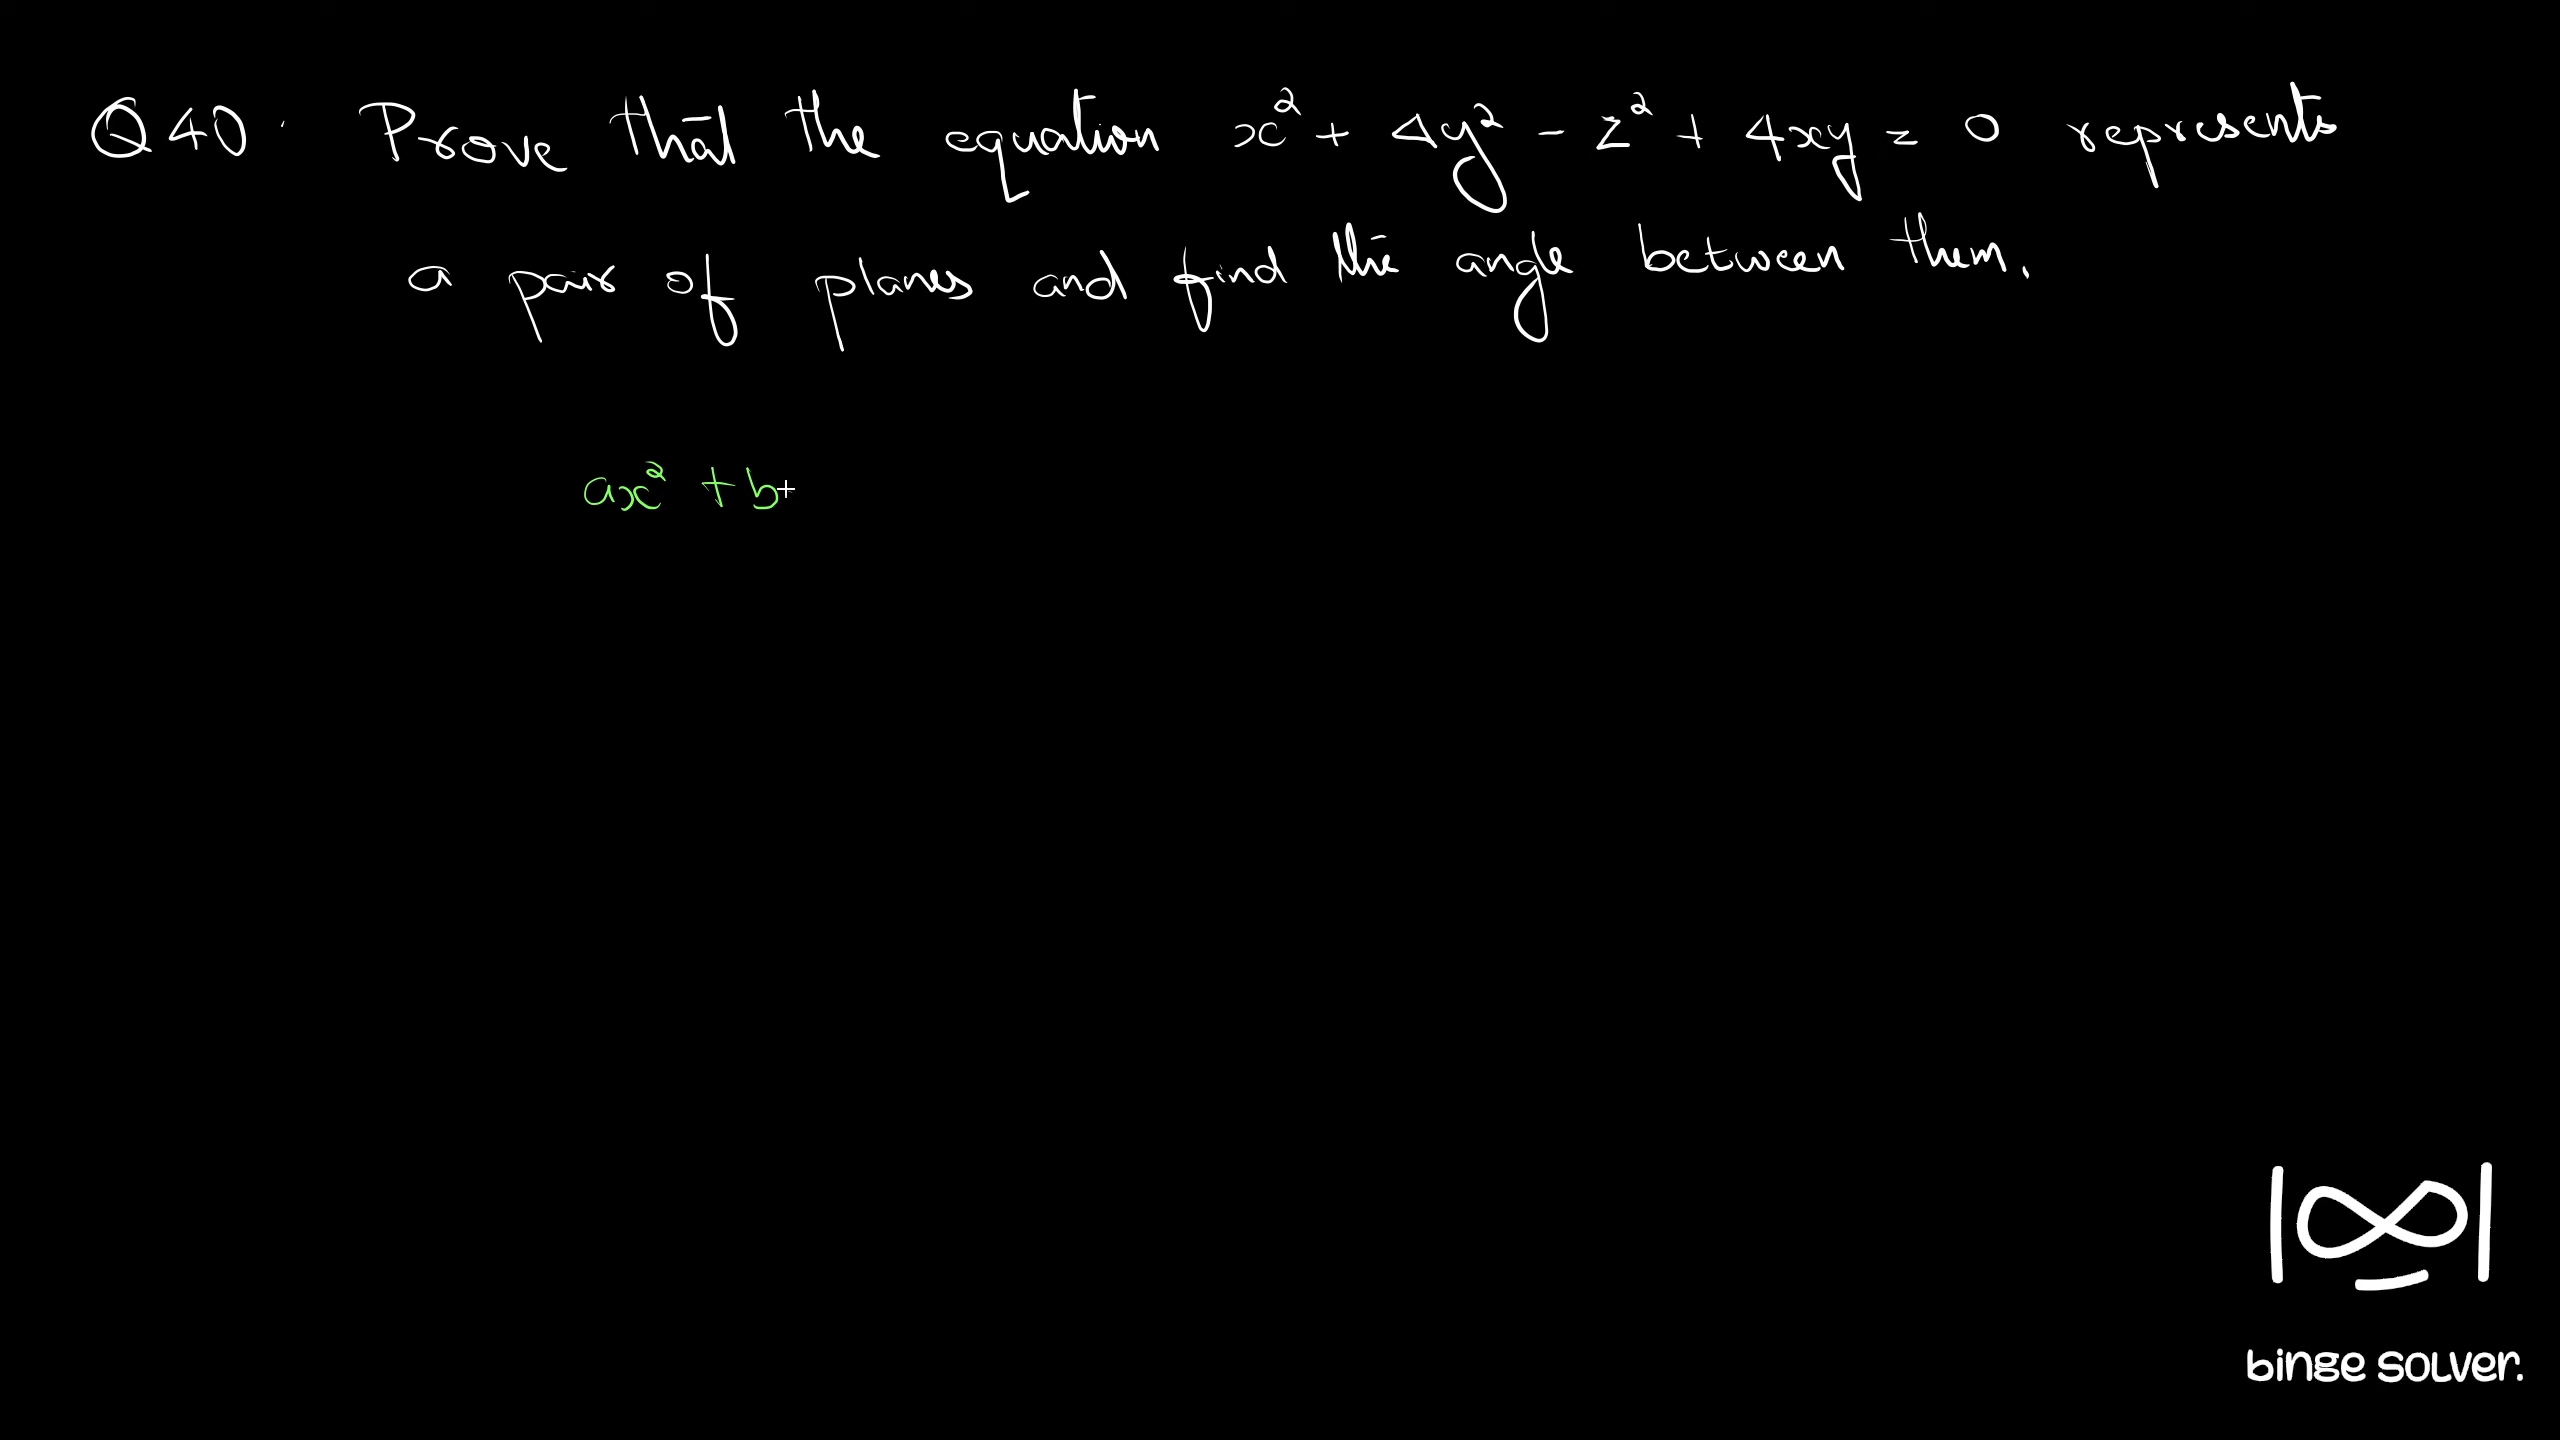 Q40. Prove that the equation x² + 4y² - z² + 4xy = 0 represents
a pair of planes and find the angle between them.
ax² + b
binge solver.